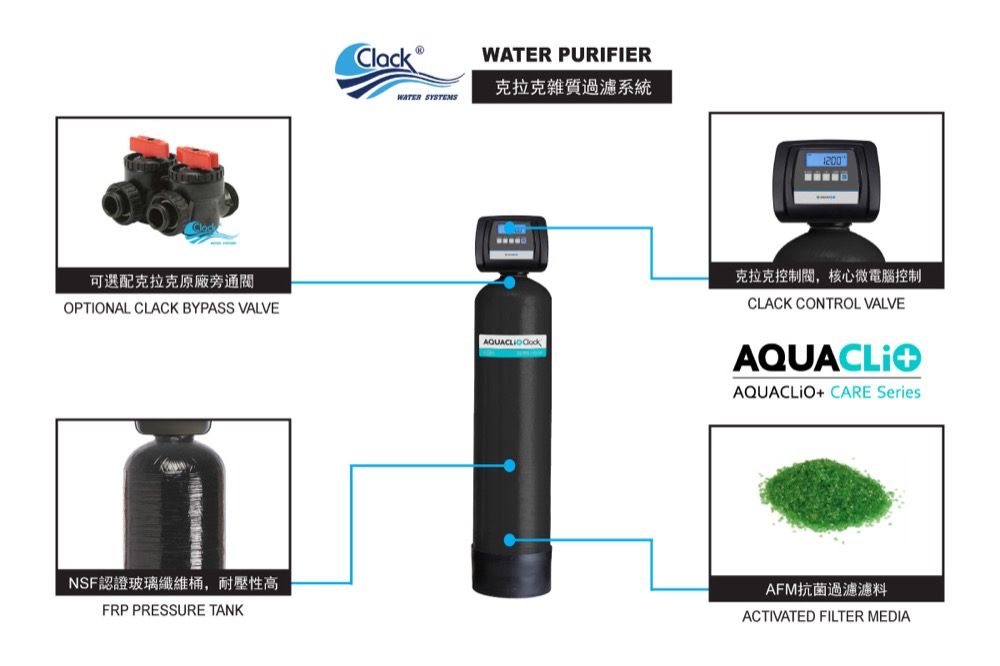 Clack®
WATER SYSTEMS
WATER PURIFIER
克拉克雜質過濾系統
Clack
WATER SYSTEMS
可選配克拉克原廠旁通閥
OPTIONAL CLACK BYPASS VALVE
1200
克拉克控制閥，核心微電腦控制
CLACK CONTROL VALVE
AQUACLiO Clack
AQUACLiO
AQUACLiO+ CARE Series
NSF認證玻璃纖維桶，耐壓性高
FRP PRESSURE TANK
AFM抗菌過濾濾料
ACTIVATED FILTER MEDIA